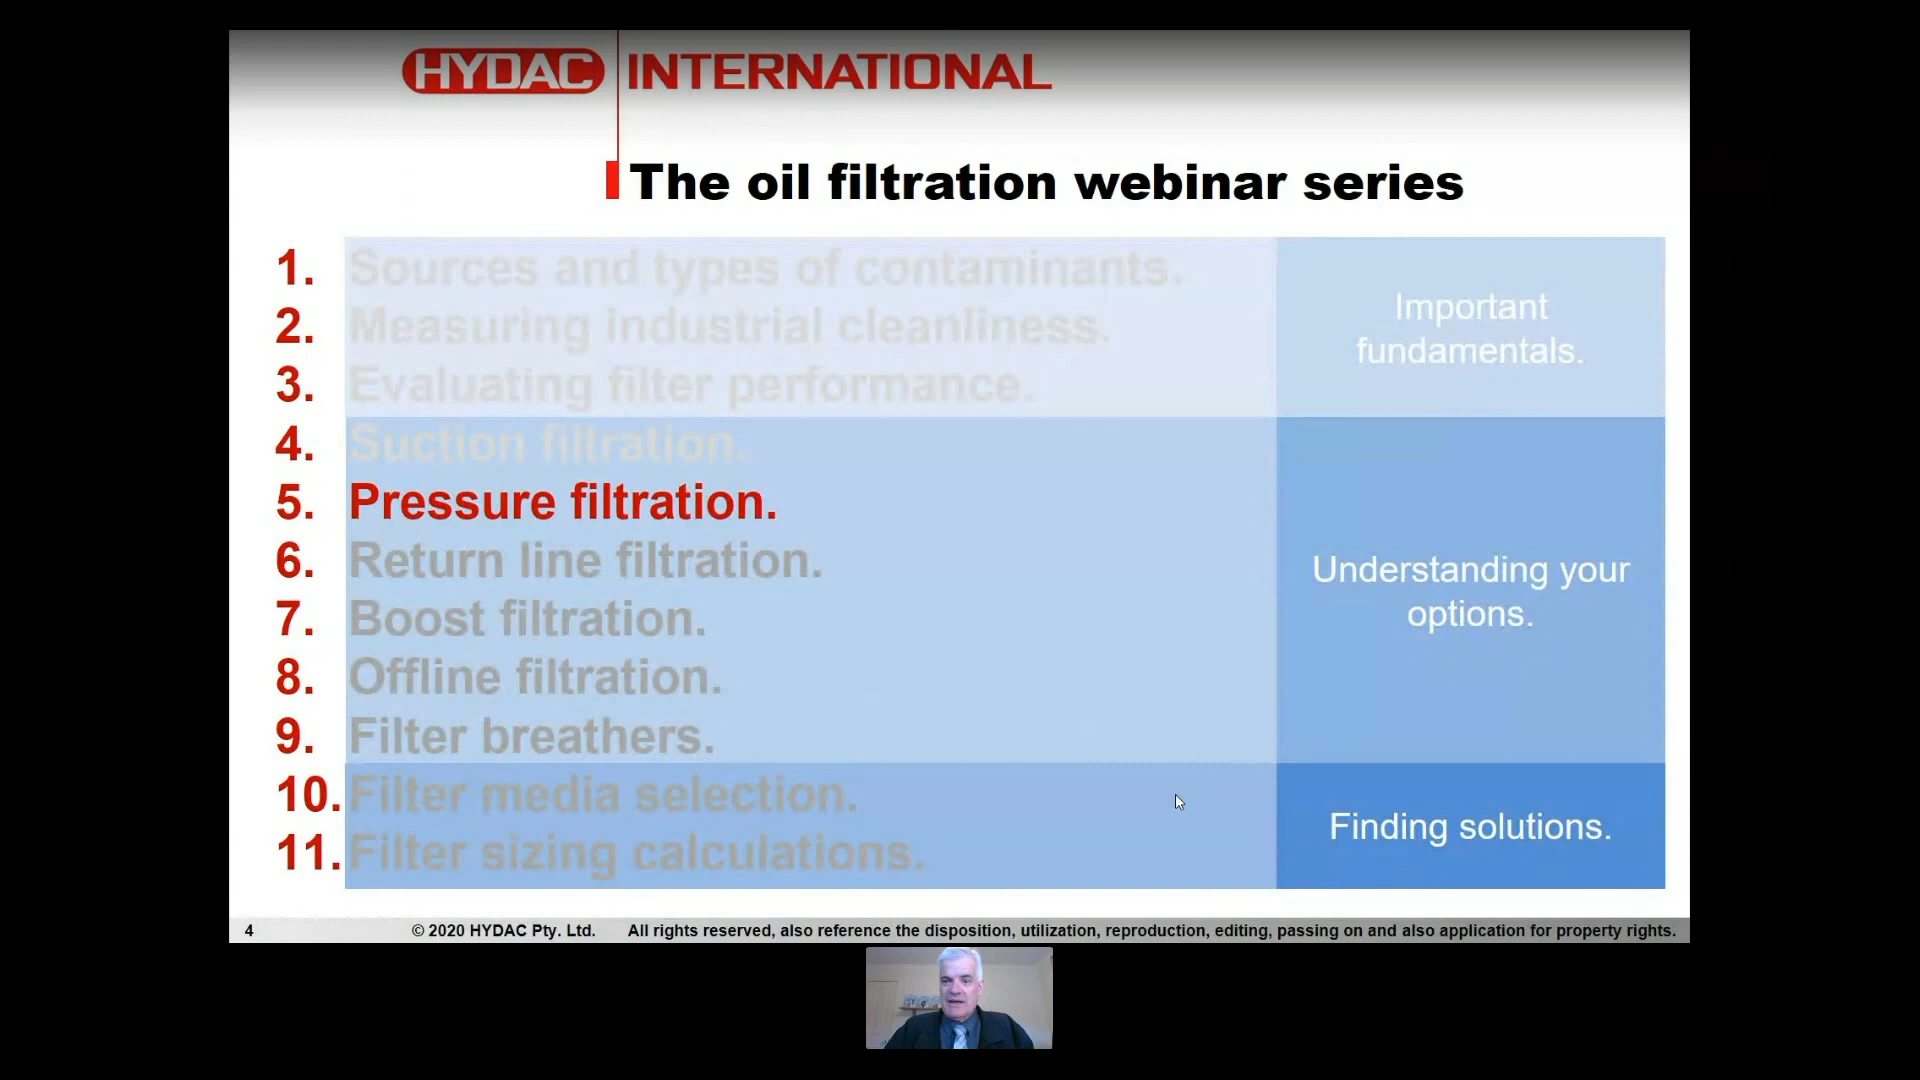 HYDAC INTERNATIONAL
The oil filtration webinar series
1. Sources and types of contaminants.
2. Measuring industrial cleanliness.
3. Evaluating filter performance.
Important
fundamentals.
4. Suction filtration.
5. Pressure filtration.
6. Return line filtration.
7. Boost filtration.
8. Offline filtration.
9. Filter breathers.
Understanding your
options.
10. Filter media selection.
11. Filter sizing calculations.
Finding solutions.
4 © 2020 HYDAC Pty. Ltd. All rights reserved, also reference the disposition, utilization, reproduction, editing, passing on and also application for property rights.